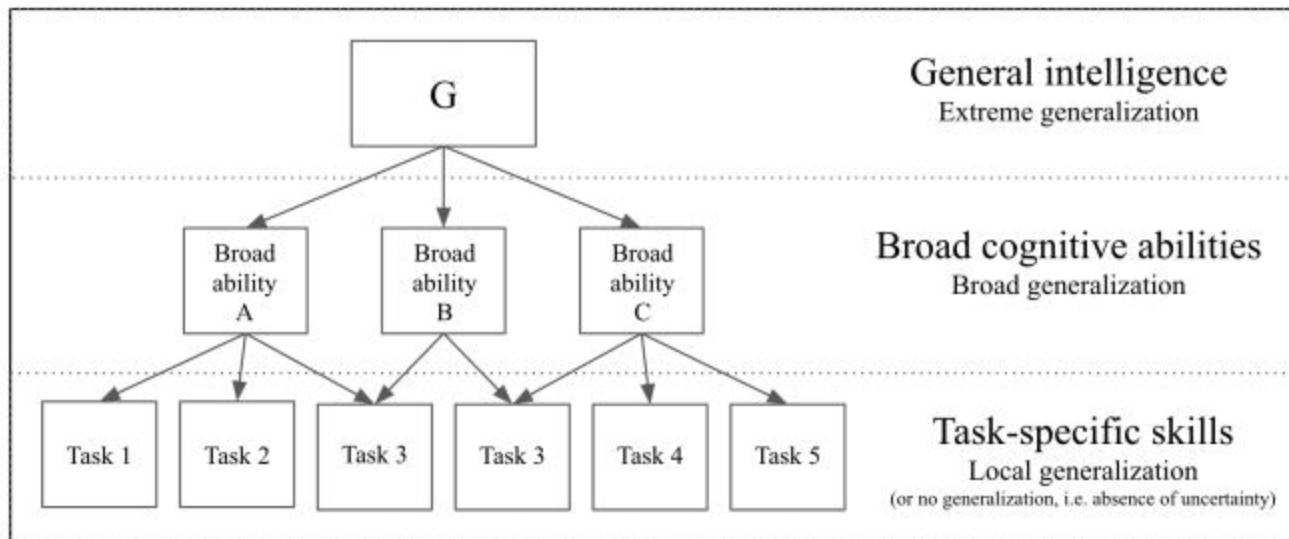 G
General intelligence
Extreme generalization
Broad
ability
A
Broad
ability
B
Broad
ability
C
Broad cognitive abilities
Broad generalization
Task 1
Task 2
Task 3
Task 3
Task 4
Task 5
Task-specific skills
Local generalization
(or no generalization, i.e. absence of uncertainty)